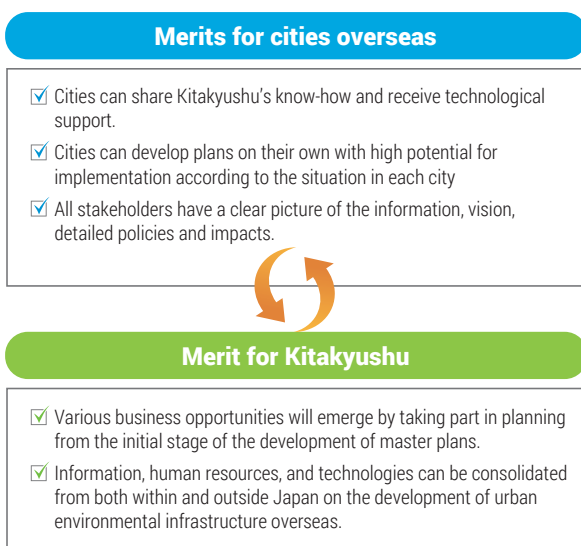 Merits for cities overseas
Cities can share Kitakyushu's know-how and receive technological
support.
Cities can develop plans on their own with high potential for
implementation according to the situation in each city
All stakeholders have a clear picture of the information, vision,
detailed policies and impacts.
Merit for Kitakyushu
Various business opportunities will emerge by taking part in planning
from the initial stage of the development of master plans.
Information, human resources, and technologies can be consolidated
from both within and outside Japan on the development of urban
environmental infrastructure overseas.